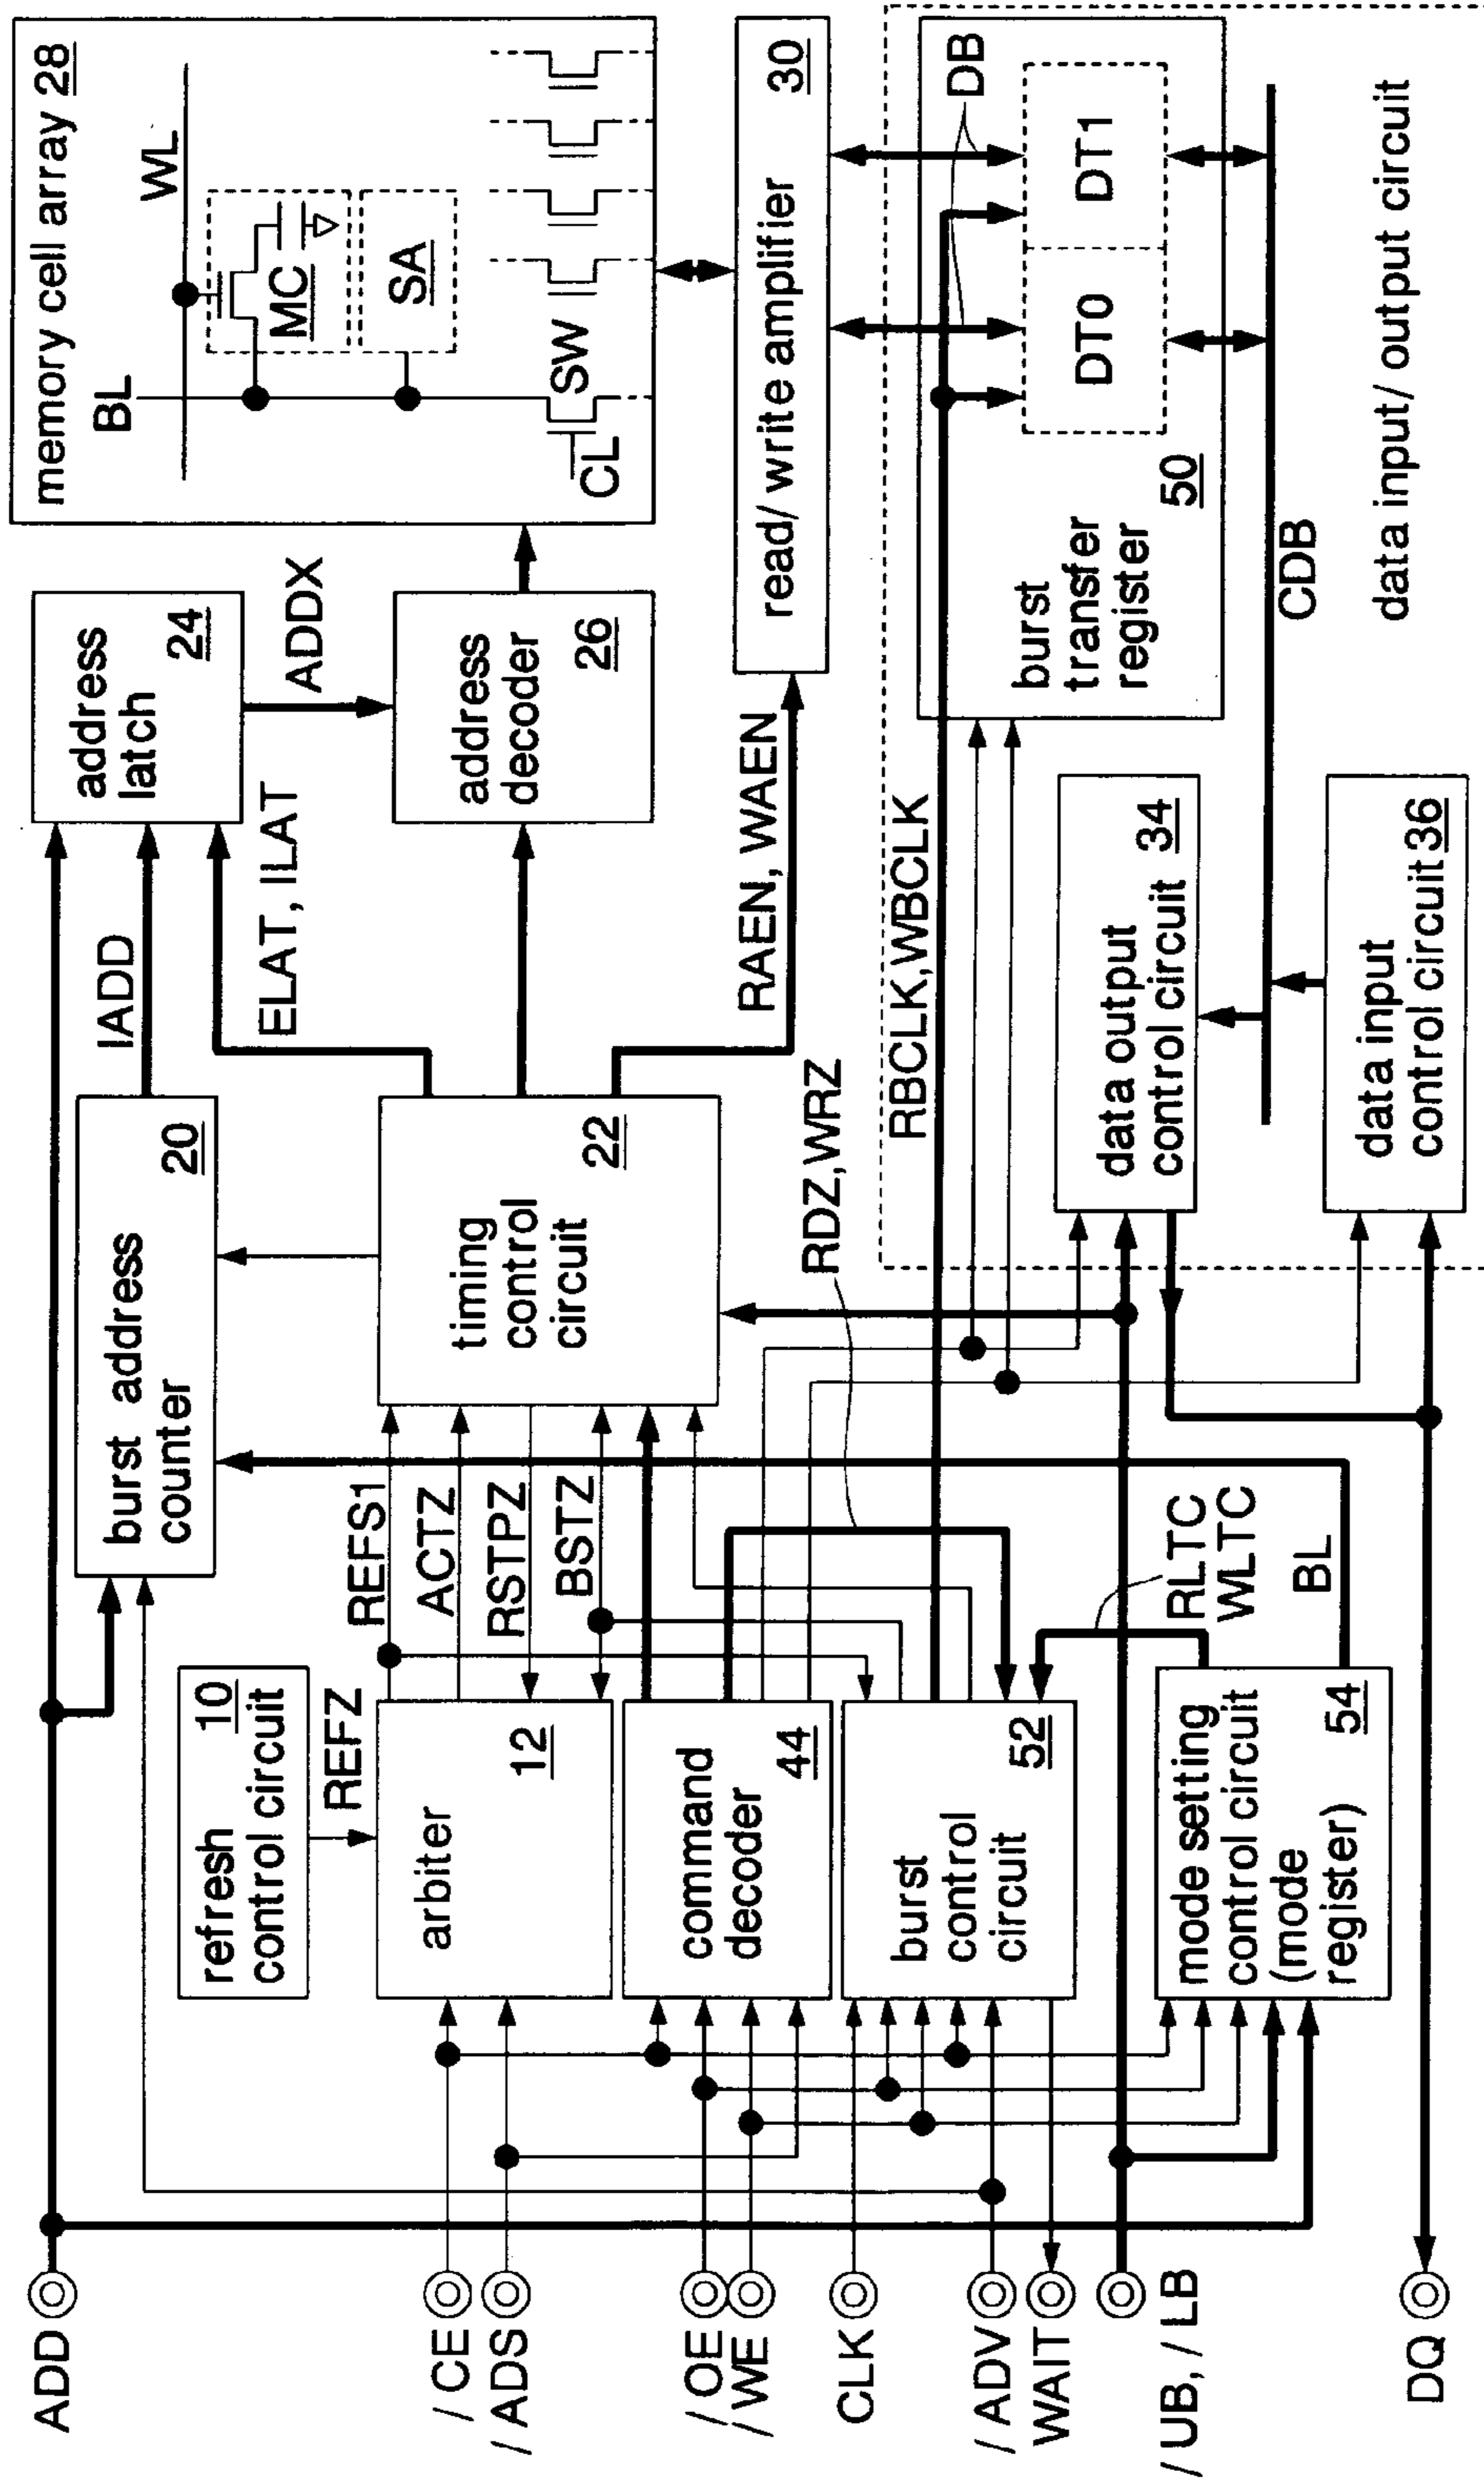 ADD
/ CE
/ ADS
/ OE
/ WE
CLK
/ ADV
WAIT
/ UB, / LB
DQ
refresh
control circuit
10
REFZ
arbiter
12
command
decoder
44
burst
control
circuit
52
mode setting
control circuit
(mode
register)
54
REFS1
ACTZ
RSTPZ
BSTZ
RLTC
WLTC
BL
burst address
counter
20
timing
control
circuit
22
RDZ,WRZ
IADD
ELAT, ILAT
RAEN, WAEN
RBCLK,WBCLK
address
latch
24
ADDX
address
decoder
26
memory cell array 28
BL
WL
MC
SA
SW
CL
read/ write amplifier
30
DB
DT0
DT1
burst
transfer
register
50
CDB
data output
control circuit
34
data input
control circuit
36
data input/ output circuit